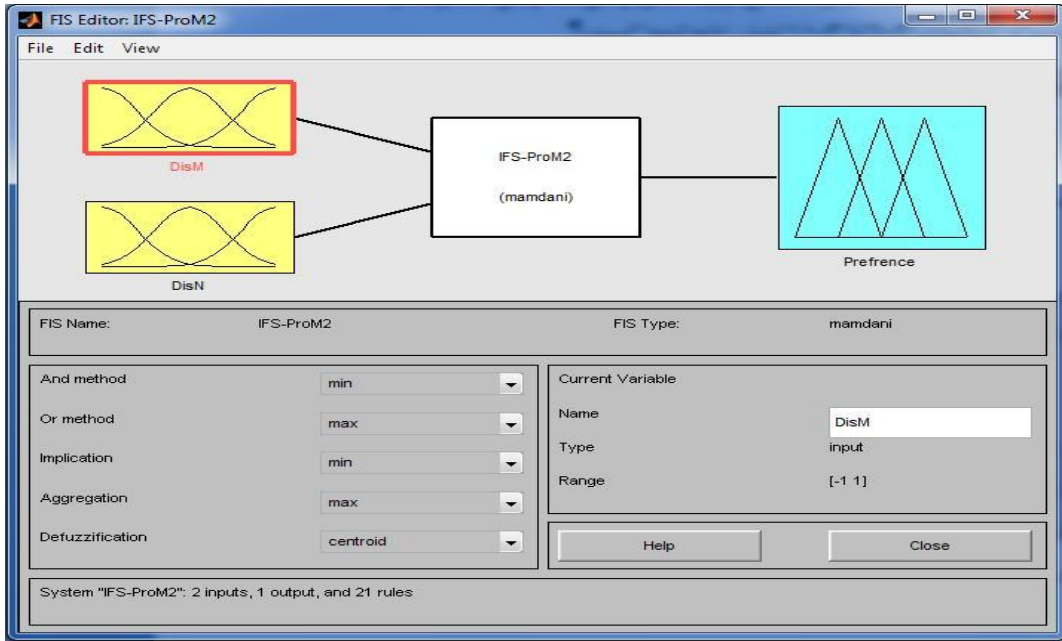 FIS Editor: IFS-ProM2
File Edit View
DisM
DisN
IFS-ProM2
(mamdani)
Prefrence
FIS Name: IFS-ProM2 FIS Type: mamdani
And method min
Or method max
Implication min
Aggregation max
Defuzzification centroid
Current Variable
Name DisM
Type input
Range [-1 1]
Help Close
System "IFS-ProM2": 2 inputs, 1 output, and 21 rules